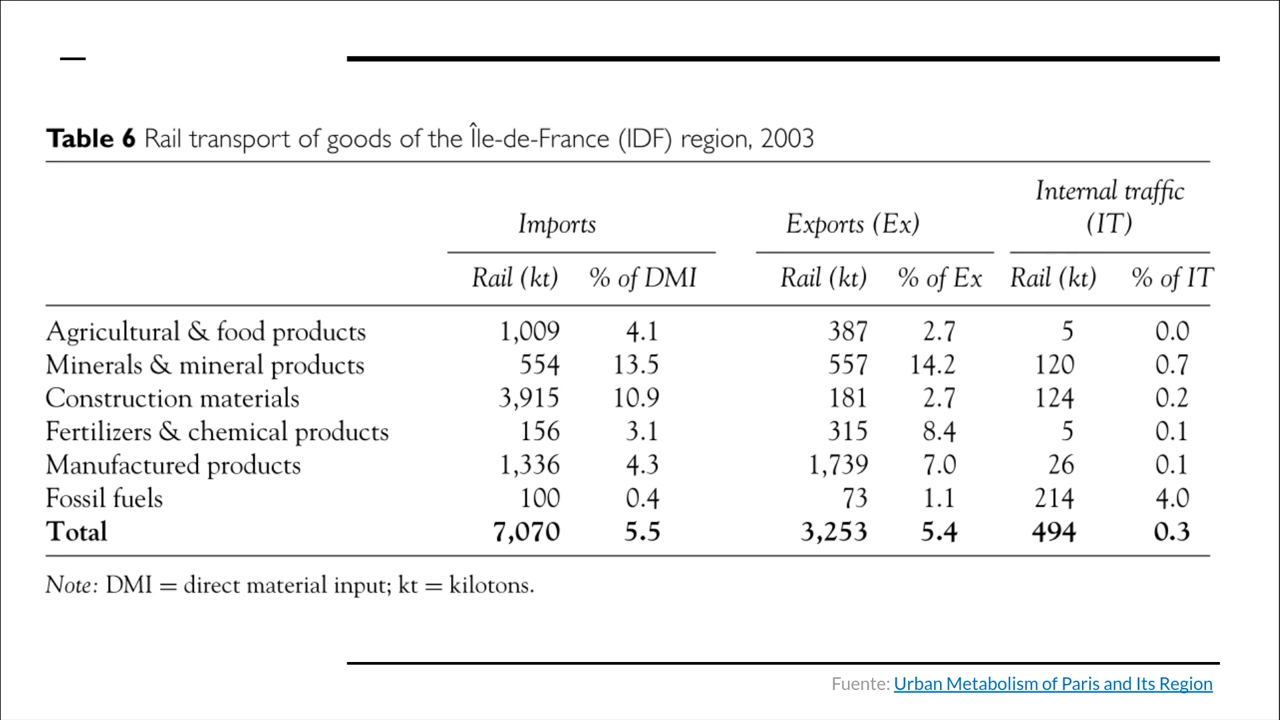 Table 6 Rail transport of goods of the Île-de-France (IDF) region, 2003
Internal traffic
Imports Exports (Ex) (IT)
Rail (kt) % of DMI Rail (kt) % of Ex Rail (kt) % of IT
Agricultural & food products 1,009 4.1 387 2.7 5 0.0
Minerals & mineral products 554 13.5 557 14.2 120 0.7
Construction materials 3,915 10.9 181 2.7 124 0.2
Fertilizers & chemical products 156 3.1 315 8.4 5 0.1
Manufactured products 1,336 4.3 1,739 7.0 26 0.1
Fossil fuels 100 0.4 73 1.1 214 4.0
Total 7,070 5.5 3,253 5.4 494 0.3
Note: DMI = direct material input; kt = kilotons.
Fuente: Urban Metabolism of Paris and Its Region